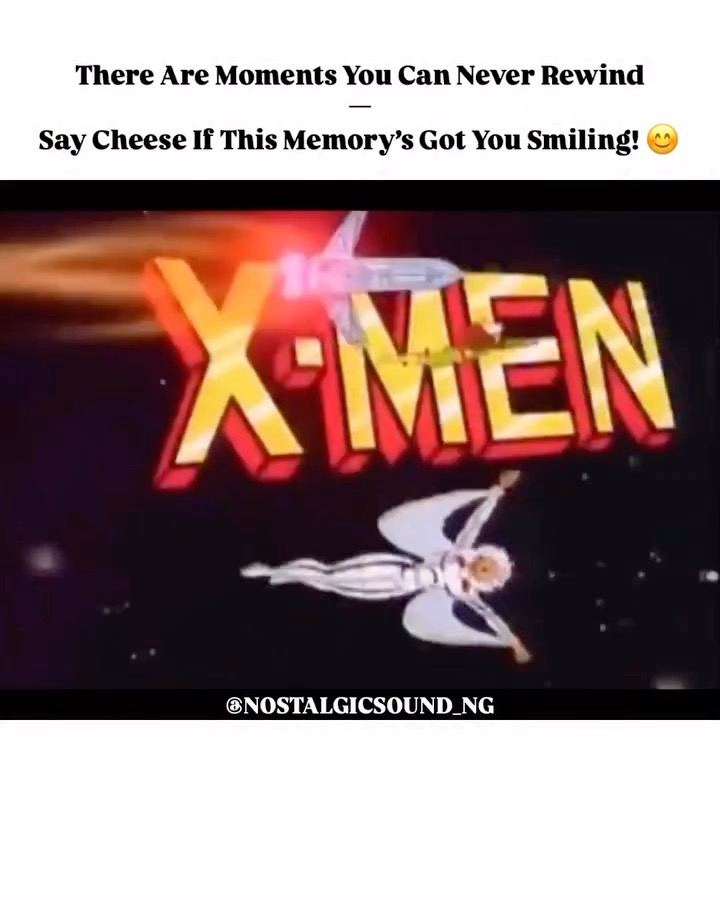 There Are Moments You Can Never Rewind
—
Say Cheese If This Memory’s Got You Smiling! 😊
X·MEN
@NOSTALGICSOUND_NG